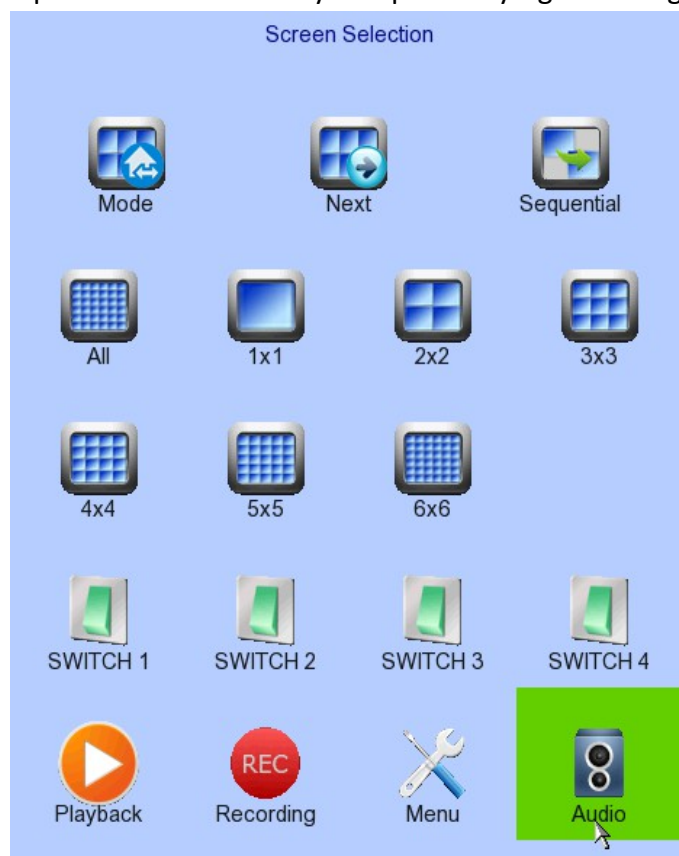 Screen Selection
Mode Next Sequential
All 1x1 2x2 3x3
4x4 5x5 6x6
SWITCH 1 SWITCH 2 SWITCH 3 SWITCH 4
REC
Playback Recording Menu Audio